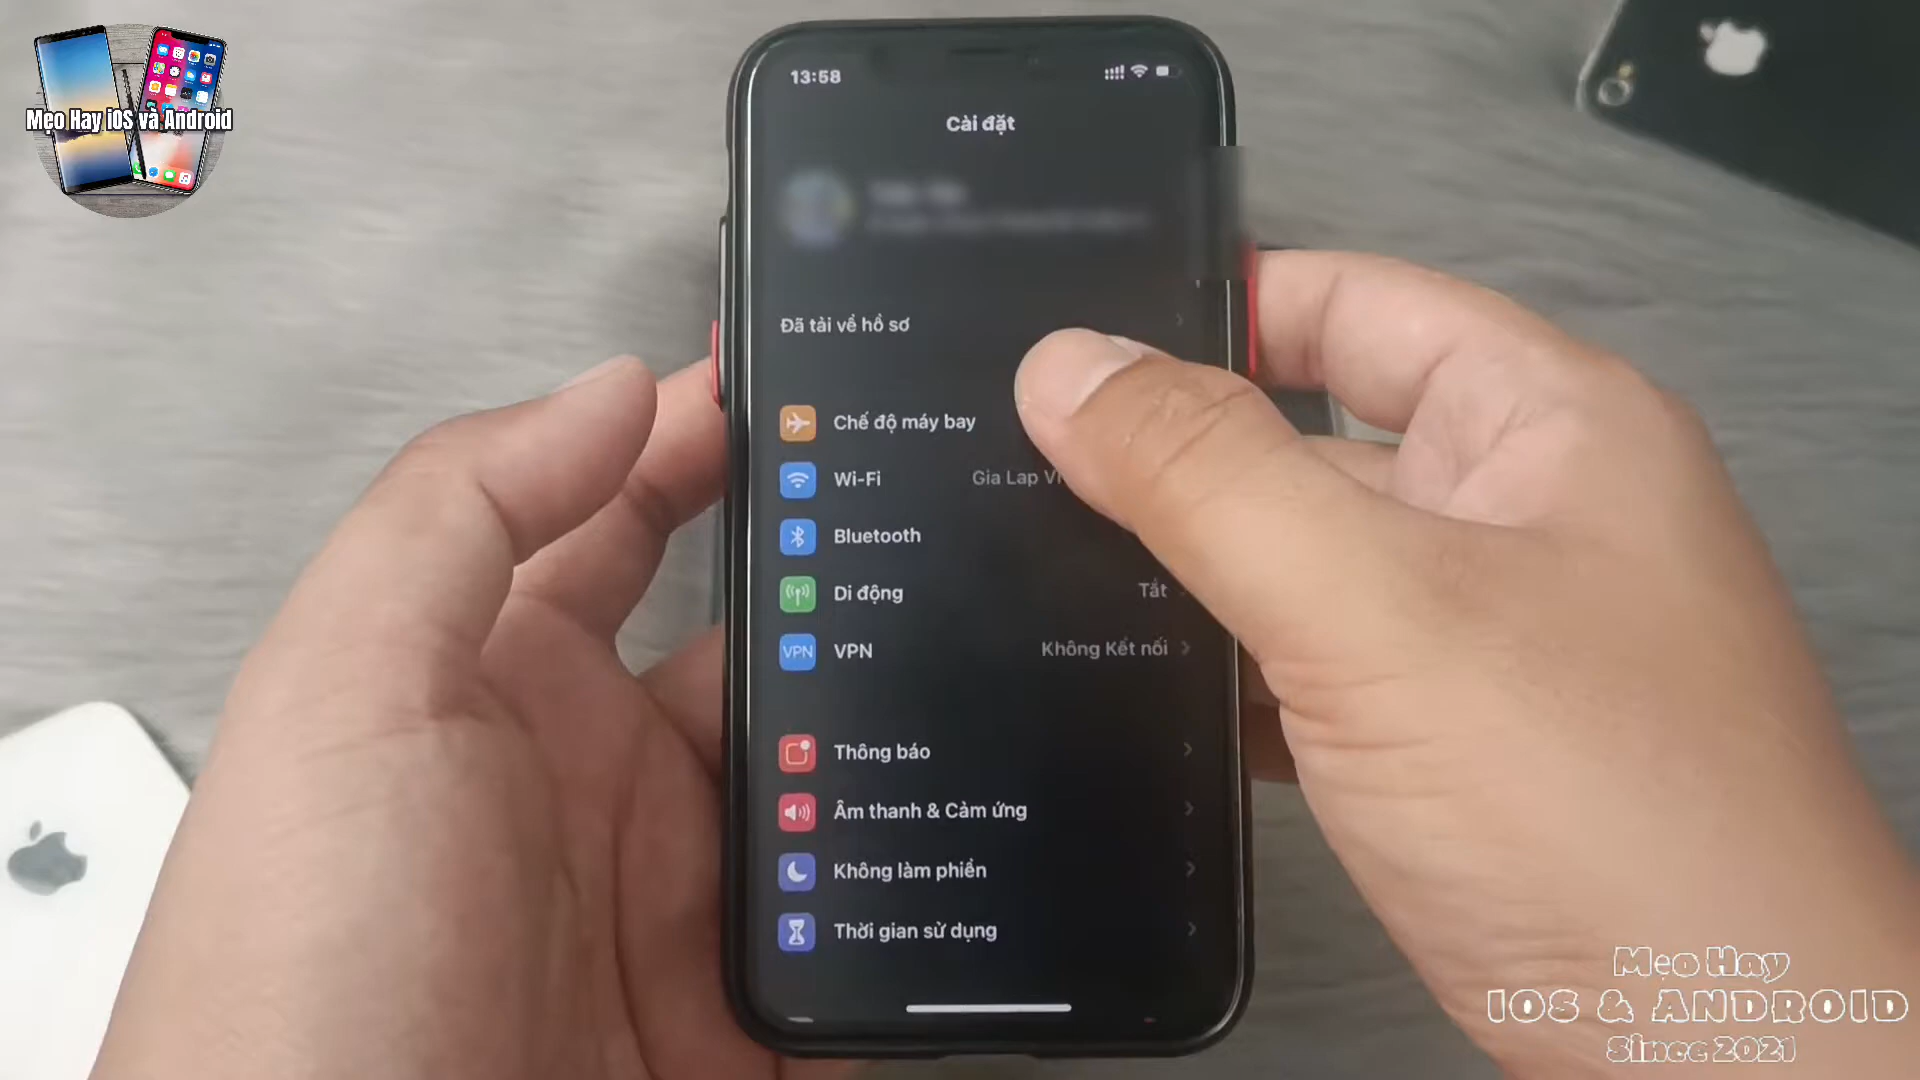 Mẹo Hay iOS và Android
13:58
Cài đặt
Đã tải về hồ sơ
Chế độ máy bay
Wi-Fi
Gia Lap
Bluetooth
Di động
Tắt
VPN
VPN
Không Kết nối
Thông báo
Âm thanh & Cảm ứng
Không làm phiền
Thời gian sử dụng
Mẹo Hay
IOS & ANDROID
Since 2021